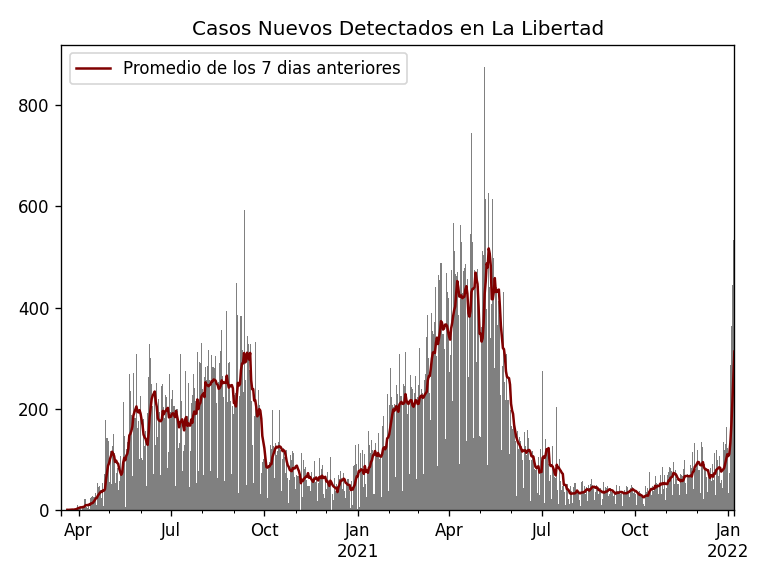 Casos Nuevos Detectados en La Libertad
Promedio de los 7 dias anteriores
800
600
400
200
0
Apr Jul Oct Jan Apr Jul Oct Jan
2021 2022